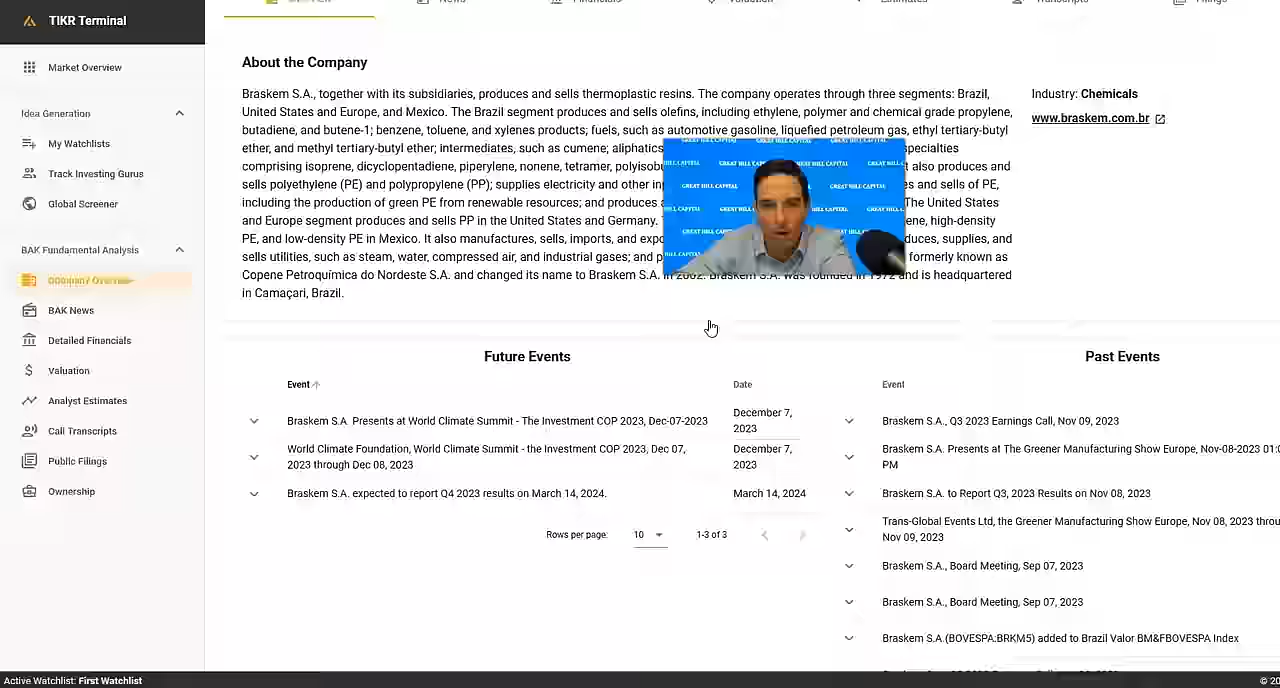 TIKR Terminal
Market Overview
Idea Generation
My Watchlists
Track Investing Gurus
Global Screener
BAK Fundamental Analysis
Company Overview
BAK News
Detailed Financials
Valuation
Analyst Estimates
Call Transcripts
Public Filings
Ownership
Active Watchlist: First Watchlist
News
Financials
Valuation
Estimates
Transcripts
Filings
About the Company
Braskem S.A., together with its subsidiaries, produces and sells thermoplastic resins. The company operates through three segments: Brazil,
United States and Europe, and Mexico. The Brazil segment produces and sells olefins, including ethylene, polymer and chemical grade propylene,
butadiene, and butene-1; benzene, toluene, and xylenes products; fuels, such as automotive gasoline, liquefied petroleum gas, ethyl tertiary-butyl
ether, and methyl tertiary-butyl ether; intermediates, such as cumene; aliphatics specialties
comprising isoprene, dicyclopentadiene, piperylene, nonene, tetramer, polyisobu t also produces and
sells polyethylene (PE) and polypropylene (PP); supplies electricity and other in es and sells of PE,
including the production of green PE from renewable resources; and produces a The United States
and Europe segment produces and sells PP in the United States and Germany. ene, high-density
PE, and low-density PE in Mexico. It also manufactures, sells, imports, and expo duces, supplies, and
sells utilities, such as steam, water, compressed air, and industrial gases; and p formerly known as
Copene Petroquímica do Nordeste S.A. and changed its name to Braskem S.A. in 2002. Braskem S.A. was founded in 1972 and is headquartered
in Camaçari, Brazil.
GREAT HILL CAPITAL
Industry: Chemicals
www.braskem.com.br
Future Events
Event Date
Braskem S.A. Presents at World Climate Summit - The Investment COP 2023, Dec-07-2023
December 7,
2023
World Climate Foundation, World Climate Summit - the Investment COP 2023, Dec 07,
2023 through Dec 08, 2023
December 7,
2023
Braskem S.A. expected to report Q4 2023 results on March 14, 2024.
March 14, 2024
Rows per page: 10 1-3 of 3
Past Events
Event
Braskem S.A., Q3 2023 Earnings Call, Nov 09, 2023
Braskem S.A. Presents at The Greener Manufacturing Show Europe, Nov-08-2023 01:0
PM
Braskem S.A. to Report Q3, 2023 Results on Nov 08, 2023
Trans-Global Events Ltd, the Greener Manufacturing Show Europe, Nov 08, 2023 throu
Nov 09, 2023
Braskem S.A., Board Meeting, Sep 07, 2023
Braskem S.A., Board Meeting, Sep 07, 2023
Braskem S.A.(BOVESPA:BRKM5) added to Brazil Valor BM&FBOVESPA Index
© 20